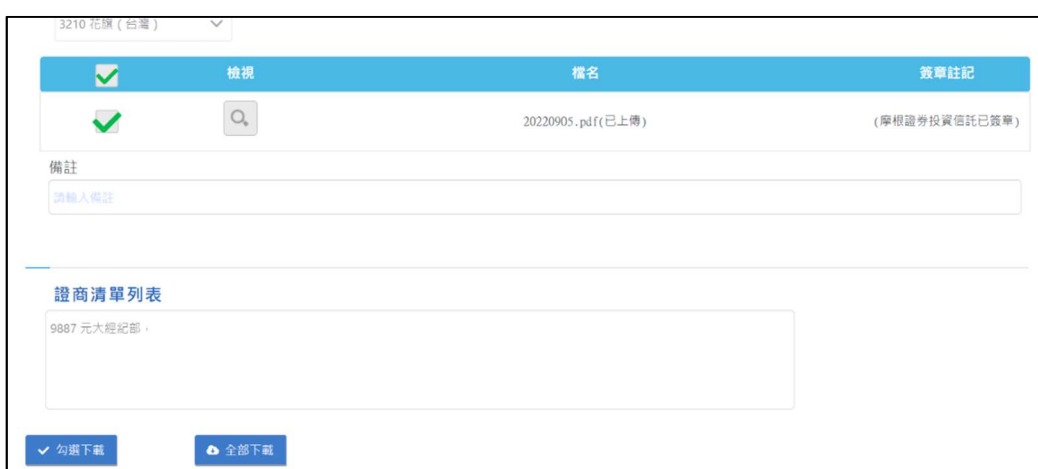 3210 花旗 ( 台灣 )
檢視 檔名 簽章註記
20220905.pdf(已上傳) (摩根證券投資信託已簽章)
備註
請輸入備註
證商清單列表
9887 元大經紀部，
勾選下載 全部下載